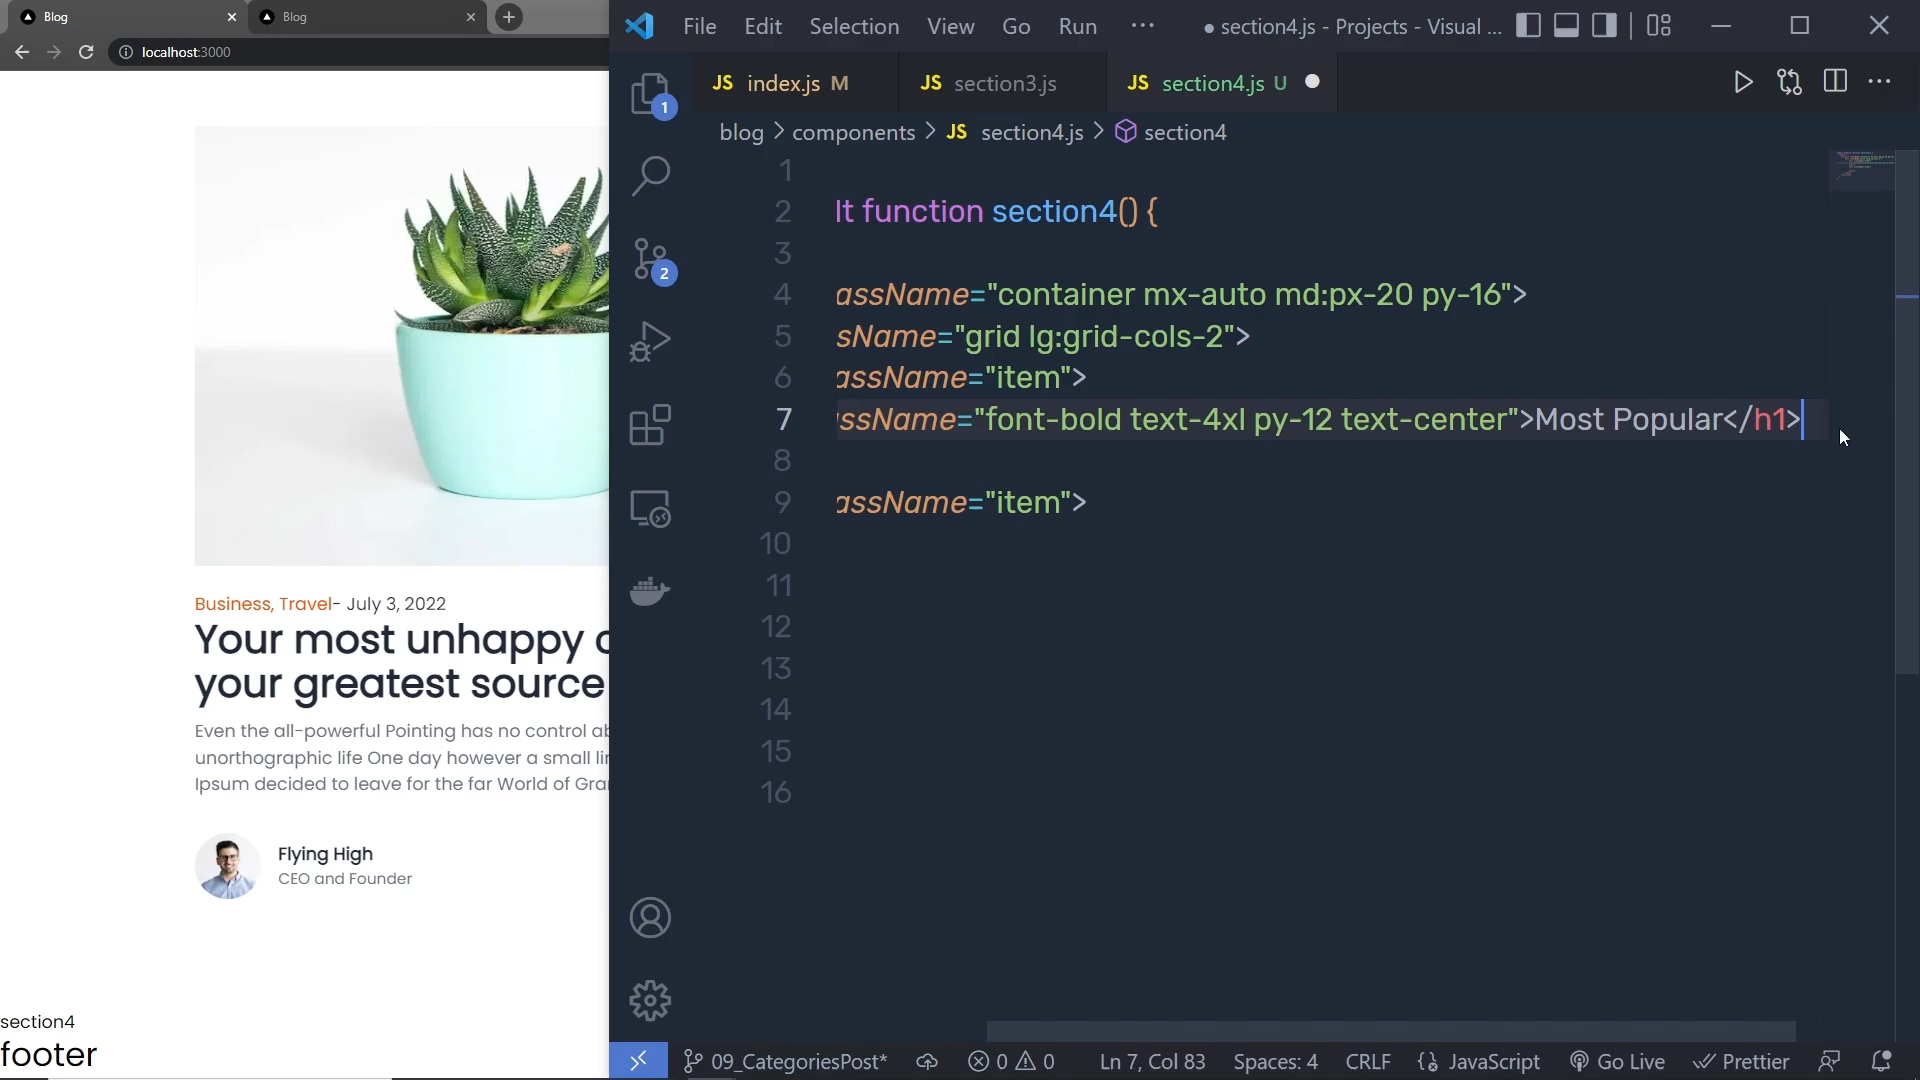 Blog
Blog
localhost:3000
Business, Travel- July 3, 2022
Your most unhappy
your greatest source
Even the all-powerful Pointing has no control
unorthographic life One day however a small
Ipsum decided to leave for the far World of
Flying High
CEO and Founder
section4
footer
File Edit Selection View Go Run ···
● section4.js - Projects - Visual ...
JS index.js M
JS section3.js
JS section4.js U
blog > components > JS section4.js > section4
1
2
2 lt function section4() {
3
4 assName="container mx-auto md:px-20 py-16">
5 sName="grid lg:grid-cols-2">
6 assName="item">
7 ssName="font-bold text-4xl py-12 text-center">Most Popular</h1>
8
9 assName="item">
10
11
12
13
14
15
16
09_CategoriesPost* 0 0 Ln 7, Col 83 Spaces: 4 CRLF {} JavaScript Go Live Prettier